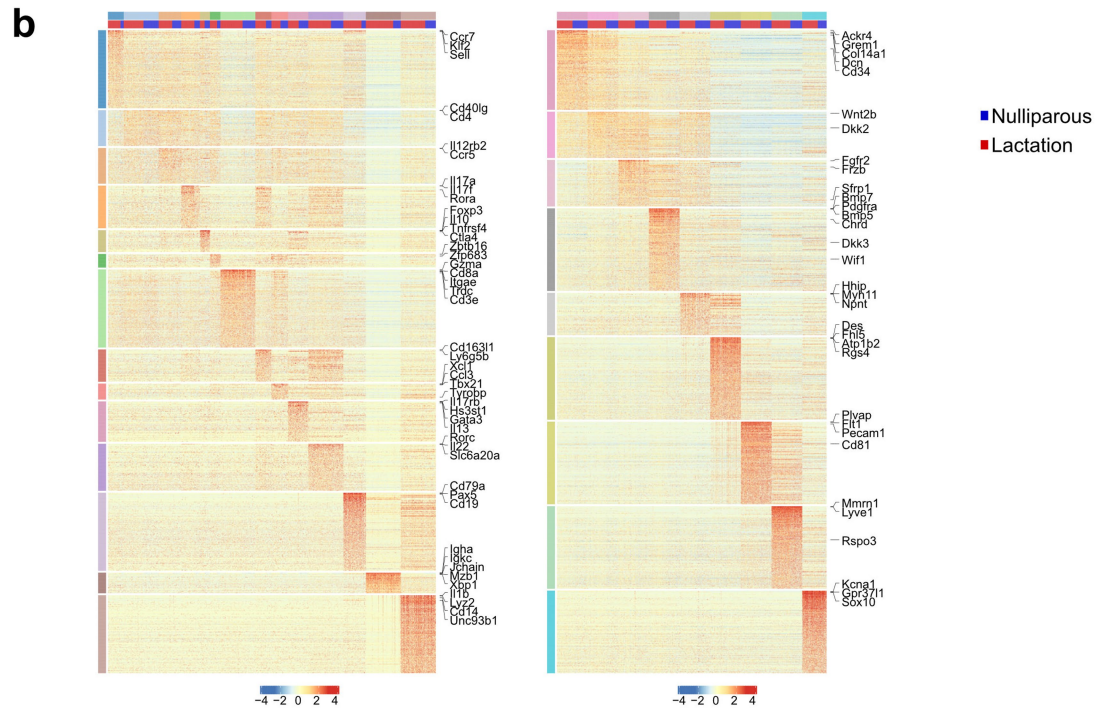 b
Ccr7
Klf2
Sell
Cd40lg
Cd4
Il12rb2
Ccr5
Il17a
Il17f
Rora
Foxp3
Il10
Tnfrsf4
Ctla4
Zbtb16
Zfp683
Gzma
Cd8a
Itgae
Trdc
Cd3e
Cd163l1
Ly6g5b
Xcl1
Ccl3
Tbx21
Tyrobp
Il17rb
Hs3st1
Gata3
Il13
Rorc
Il22
Slc6a20a
Cd79a
Pax5
Cd19
Igha
Igkc
Jchain
Mzb1
Xbp1
Il1b
Lyz2
Cd14
Unc93b1
−4 −2 0 2 4
Ackr4
Grem1
Col14a1
Dcn
Cd34
Wnt2b
Dkk2
Fgfr2
Frzb
Sfrp1
Bmp7
Pdgfra
Bmp5
Chrd
Dkk3
Wif1
Hhip
Myh11
Npnt
Des
Fhl5
Atp1b2
Rgs4
Plvap
Flt1
Pecam1
Cd81
Mmrn1
Lyve1
Rspo3
Kcna1
Gpr37l1
Sox10
−4 −2 0 2 4
Nulliparous
Lactation